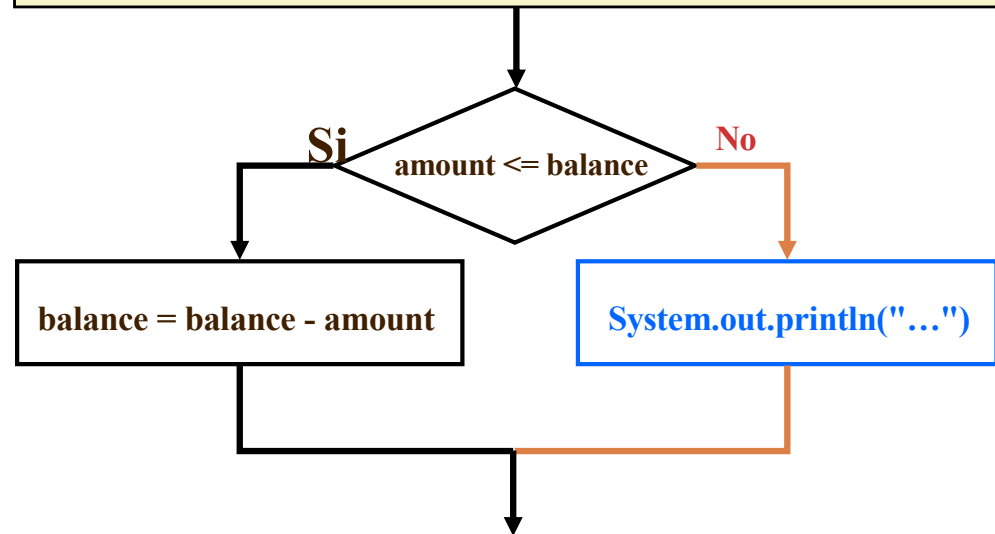 Si
No
amount <= balance
balance = balance - amount
System.out.println("…")